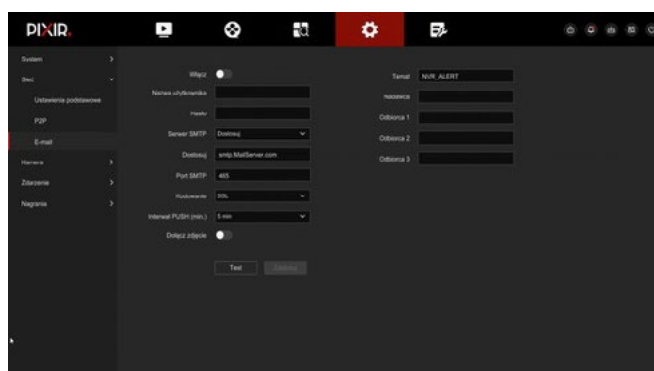 PIXIR.
System
Sieć
Ustawienia podstawowe
P2P
E-mail
Kamera
Zdarzenie
Nagrania
Włącz
Nazwa użytkownika
Hasło
Serwer SMTP Dostosuj
Dostosuj smtp.MailServer.com
Port SMTP 465
Szyfrowanie SSL
Interwał PUSH (min.) 5 min
Dołącz zdjęcie
Test
Temat NVR_ALERT
Nadawca
Odbiorca 1
Odbiorca 2
Odbiorca 3